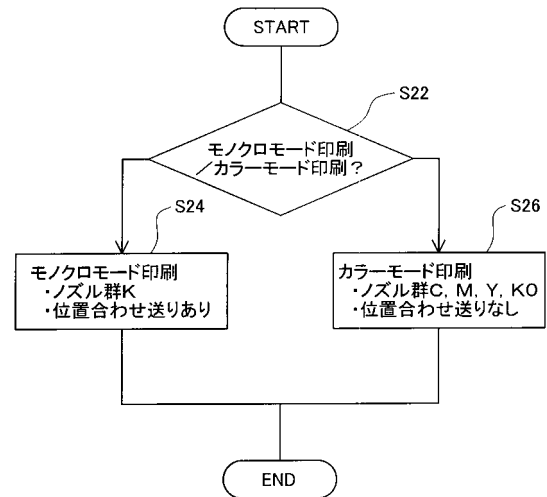 START
S22
モノクロモード印刷
／カラーモード印刷？
S24
モノクロモード印刷
・ノズル群K
・位置合わせ送りあり
S26
カラーモード印刷
・ノズル群C, M, Y, K0
・位置合わせ送りなし
END